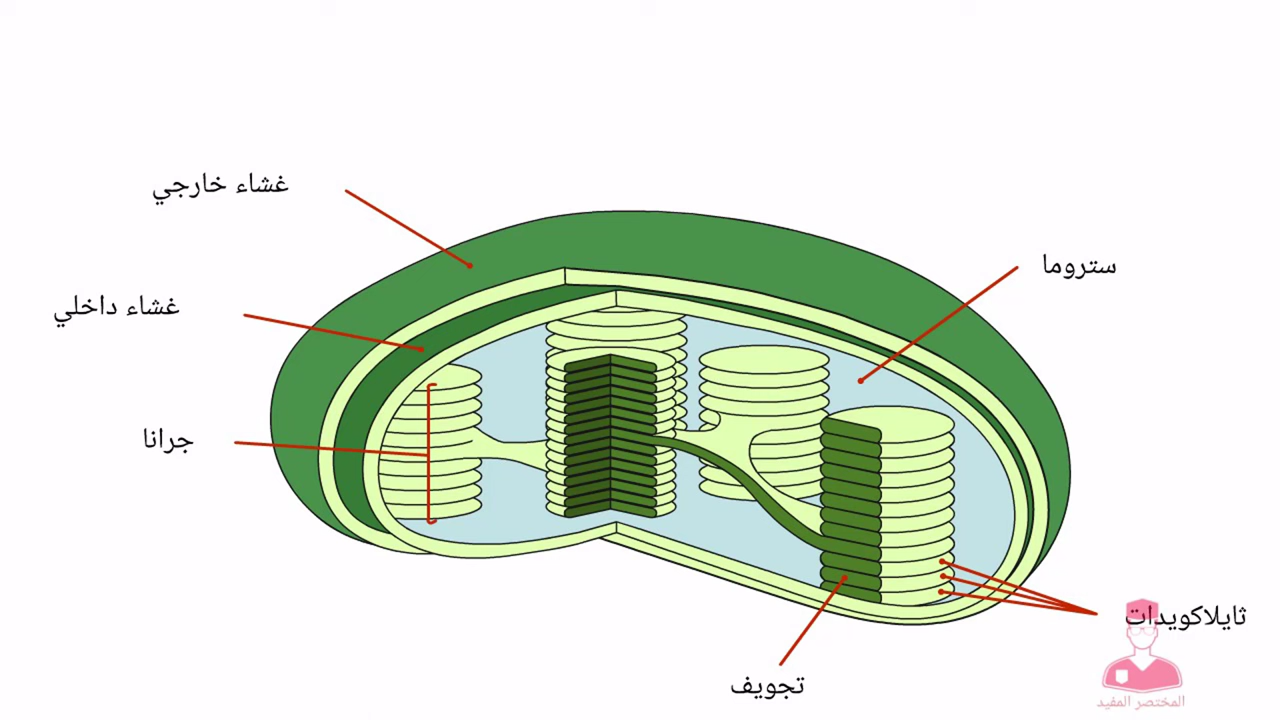 غشاء خارجي
ستروما
غشاء داخلي
جرانا
ثايلاكويدات
تجويف
المختصر المفيد